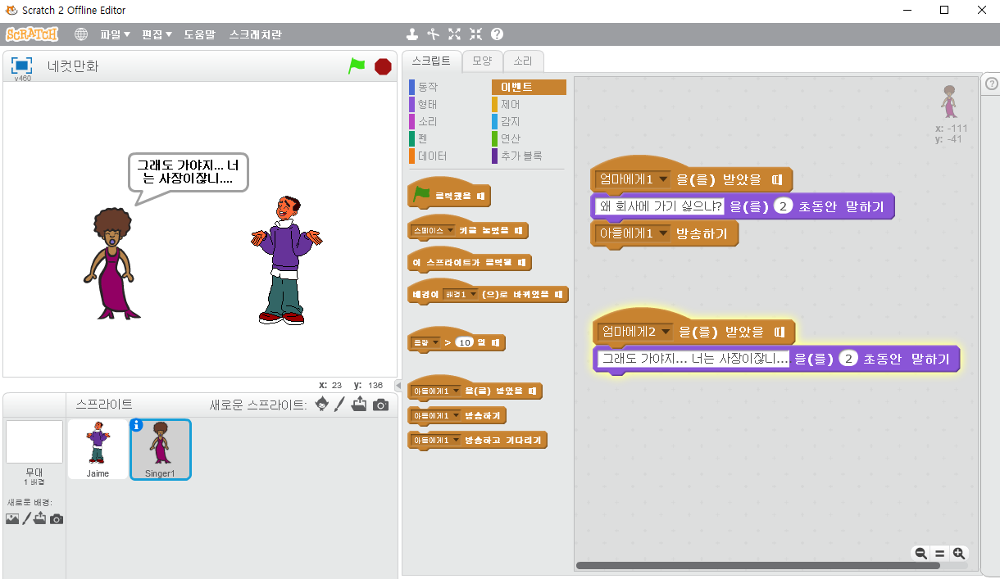 Scratch 2 Offline Editor
SCRATCH 파일 편집 도움말 스크래치란
v460 네컷만화
그래도 가야지... 너
는 사장이잖니....
x: 23 y: 136
스프라이트 새로운 스프라이트:
무대
1 배경
새로운 배경:
Jaime
Singer1
스크립트 모양 소리
동작 이벤트
형태 제어
소리 감지
펜 연산
데이터 추가 블록
클릭했을 때
스페이스 키를 눌렀을 때
이 스프라이트가 클릭될 때
배경이 배경1 (으)로 바뀌었을 때
음량 > 10 일 때
아들에게1 을(를) 받았을 때
아들에게1 방송하기
아들에게1 방송하고 기다리기
x: -111
y: -41
엄마에게1 을(를) 받았을 때
왜 회사에 가기 싫으냐? 을(를) 2 초동안 말하기
아들에게1 방송하기
엄마에게2 을(를) 받았을 때
그래도 가야지... 너는 사장이잖니.... 을(를) 2 초동안 말하기